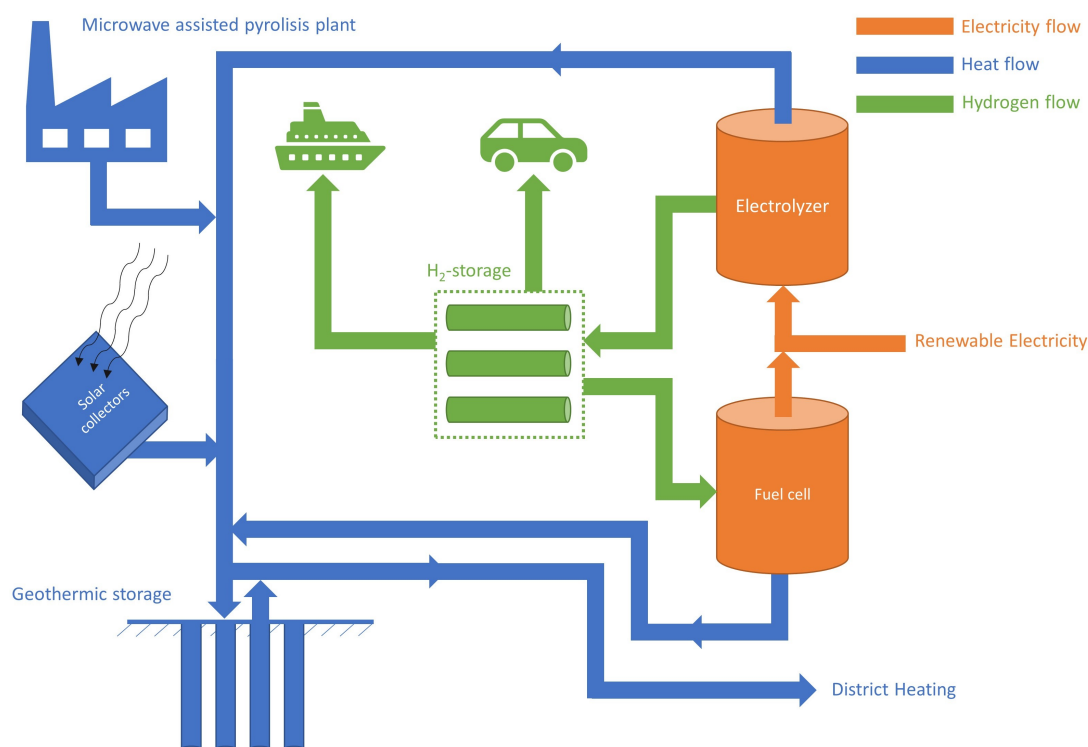 Microwave assisted pyrolisis plant
Electricity flow
Heat flow
Hydrogen flow
Electrolyzer
H₂-storage
Renewable Electricity
Solar
collectors
Fuel cell
Geothermic storage
District Heating